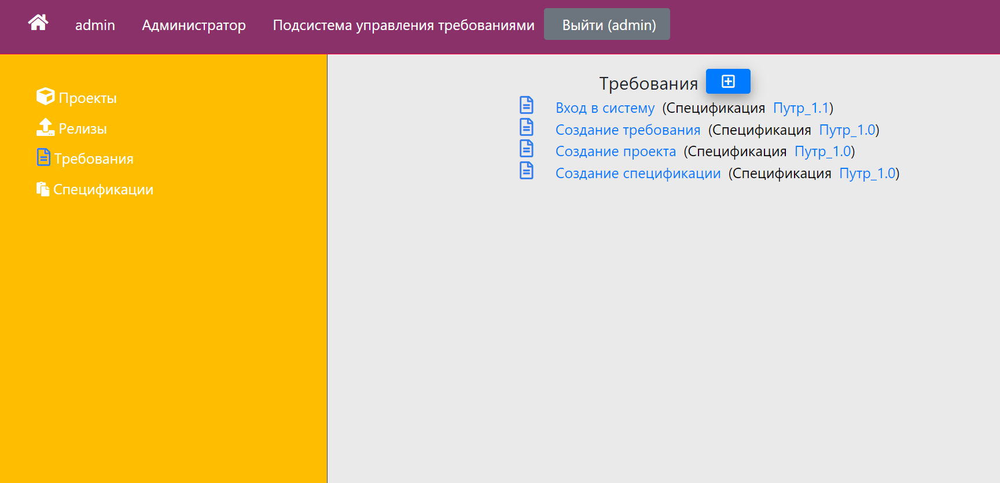 admin Администратор Подсистема управления требованиями Выйти (admin)
Проекты
Релизы
Требования
Спецификации
Требования
Вход в систему (Спецификация Путр_1.1)
Создание требования (Спецификация Путр_1.0)
Создание проекта (Спецификация Путр_1.0)
Создание спецификации (Спецификация Путр_1.0)